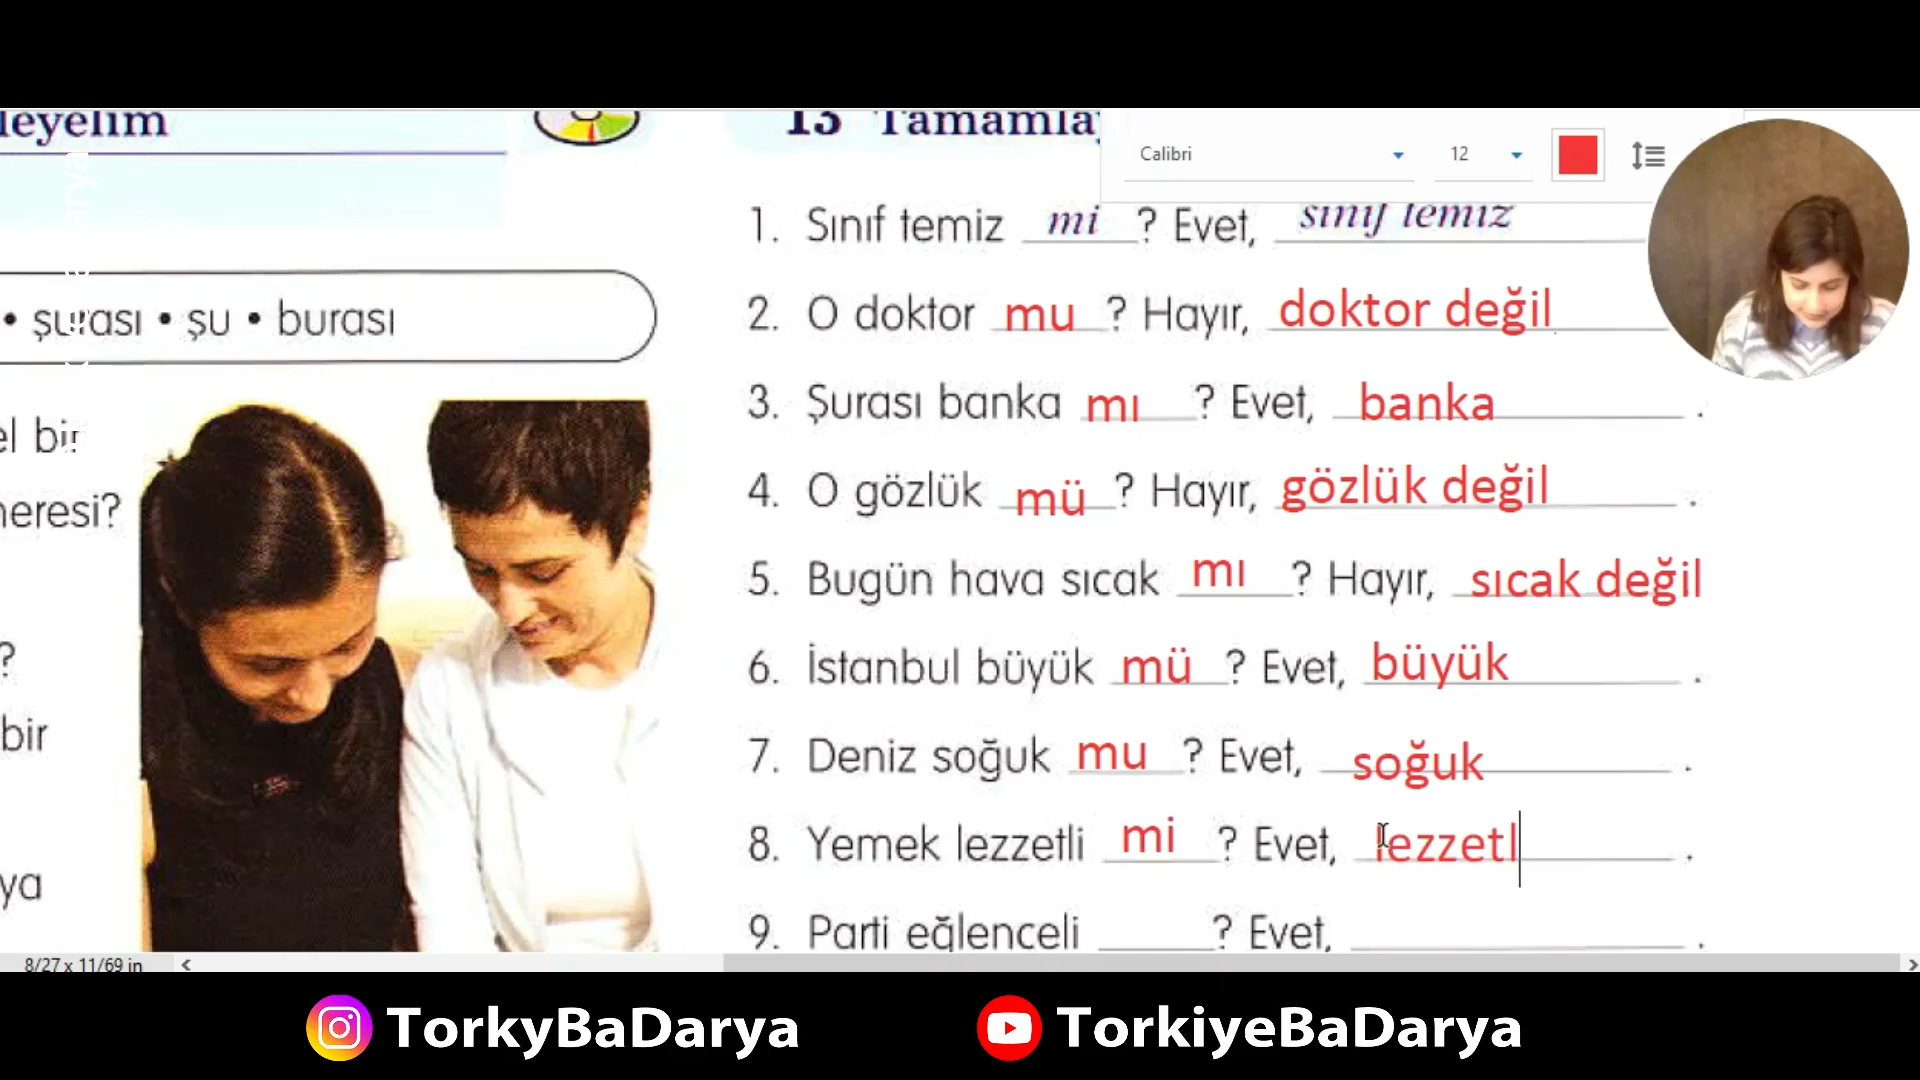 leyelim
13 Tamamlay
Calibri
12
• şurası • şu • burası
el bir
neresi?
?
bir
ya
1. Sınıf temiz mi ? Evet, sınıf temiz
2. O doktor mu ? Hayır, doktor değil
3. Şurası banka mı ? Evet, banka .
4. O gözlük mü ? Hayır, gözlük değil .
5. Bugün hava sıcak mı ? Hayır, sıcak değil
6. İstanbul büyük mü ? Evet, büyük .
7. Deniz soğuk mu ? Evet, soğuk .
8. Yemek lezzetli mi ? Evet, lezzetl .
9. Parti eğlenceli ____ ? Evet, ____ .
8/27 x 11/69 in
TorkyBaDarya
TorkiyeBaDarya